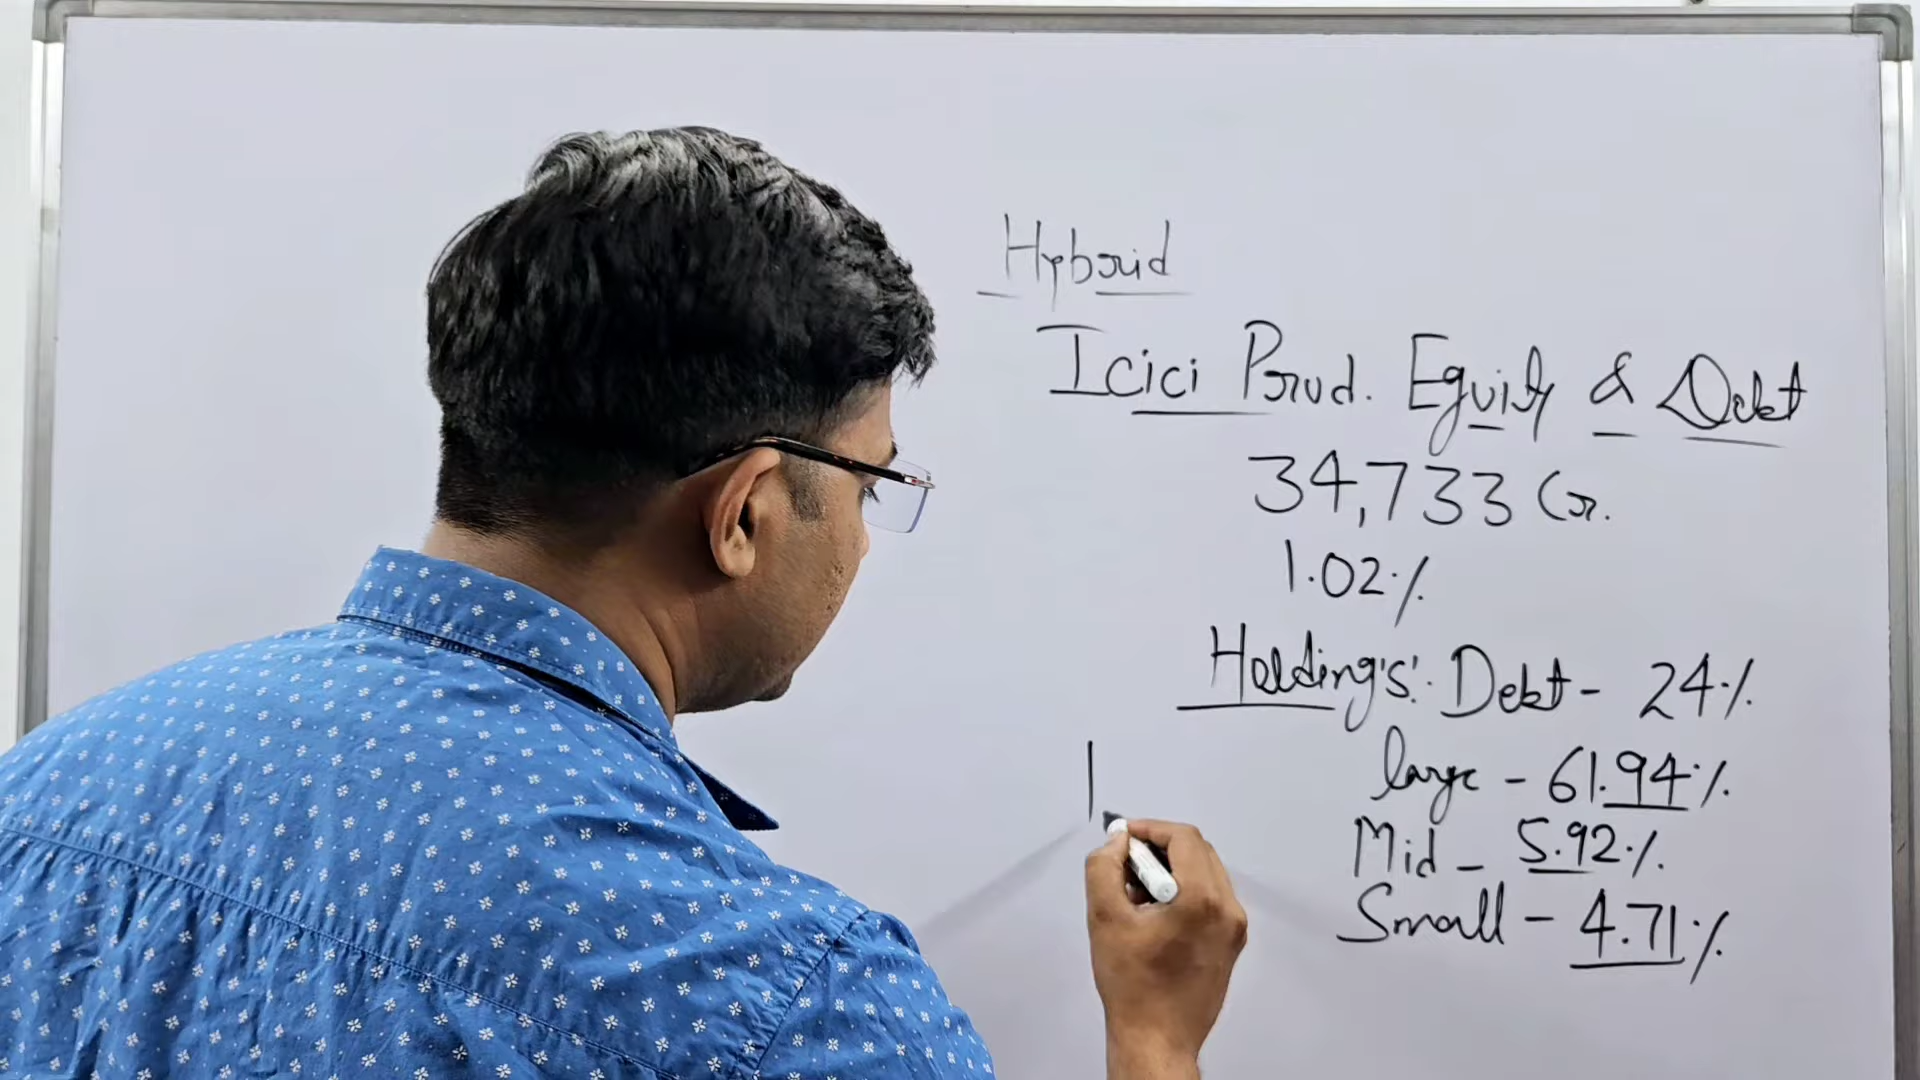 Hybrid
Icici Prud. Equity & Debt
34,733 Cr.
1.02%
Holding's: Debt - 24%
large - 61.94%
Mid - 5.92%
Small - 4.71%
1